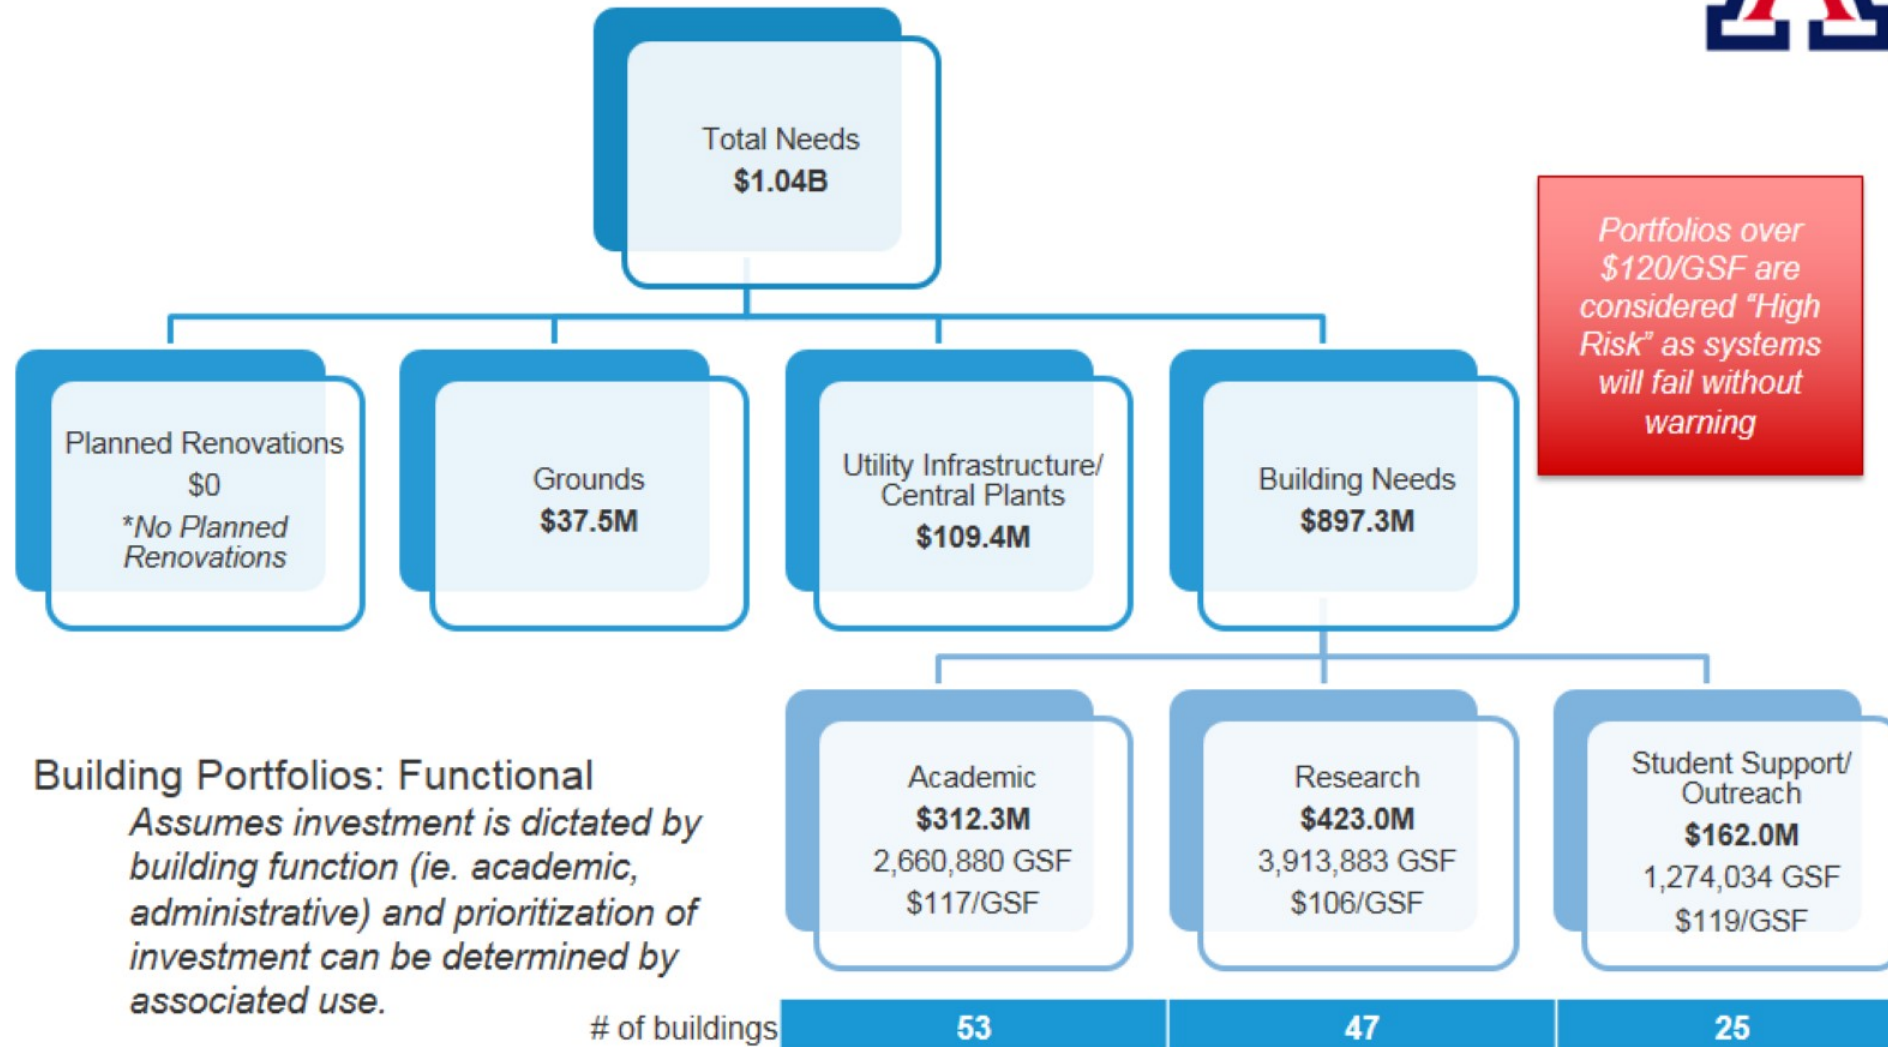 Total Needs
$1.04B
Portfolios over
$120/GSF are
considered “High
Risk” as systems
will fail without
warning
Planned Renovations
$0
*No Planned
Renovations
Grounds
$37.5M
Utility Infrastructure/
Central Plants
$109.4M
Building Needs
$897.3M
Building Portfolios: Functional
Assumes investment is dictated by
building function (ie. academic,
administrative) and prioritization of
investment can be determined by
associated use.
Academic
$312.3M
2,660,880 GSF
$117/GSF
Research
$423.0M
3,913,883 GSF
$106/GSF
Student Support/
Outreach
$162.0M
1,274,034 GSF
$119/GSF
# of buildings 53 47 25